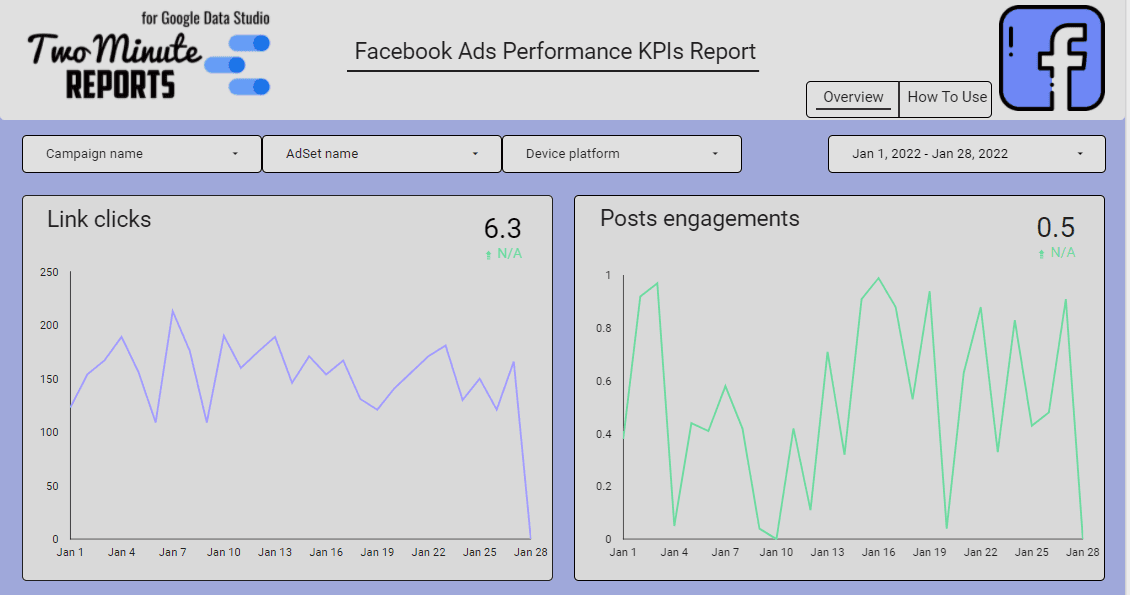 for Google Data Studio
Two Minute
REPORTS
Facebook Ads Performance KPIs Report
Overview
How To Use
Campaign name
AdSet name
Device platform
Jan 1, 2022 - Jan 28, 2022
Link clicks
6.3
N/A
250
200
150
100
50
0
Jan 1 Jan 4 Jan 7 Jan 10 Jan 13 Jan 16 Jan 19 Jan 22 Jan 25 Jan 28
Posts engagements
0.5
N/A
1
0.8
0.6
0.4
0.2
0
Jan 1 Jan 4 Jan 7 Jan 10 Jan 13 Jan 16 Jan 19 Jan 22 Jan 25 Jan 28